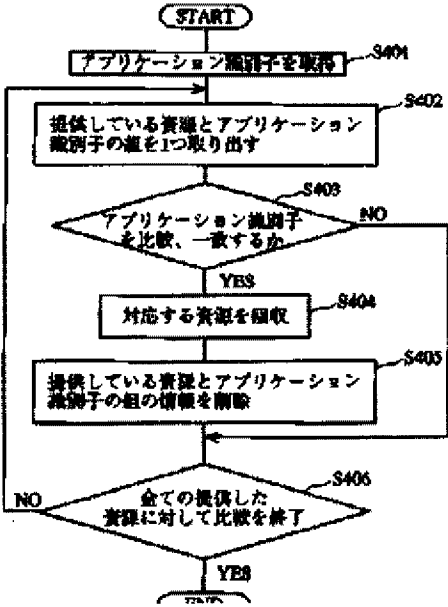 START
アプリケーション識別子を取得
S401
S402
提供している資源とアプリケーション
識別子の組を1つ取り出す
S403
アプリケーション識別子
を比較、一致するか
NO
YES
S404
対応する資源を回収
S405
提供している資源とアプリケーション
識別子の組の情報を削除
S406
NO
全ての提供した
資源に対して比較を終了
YES
END